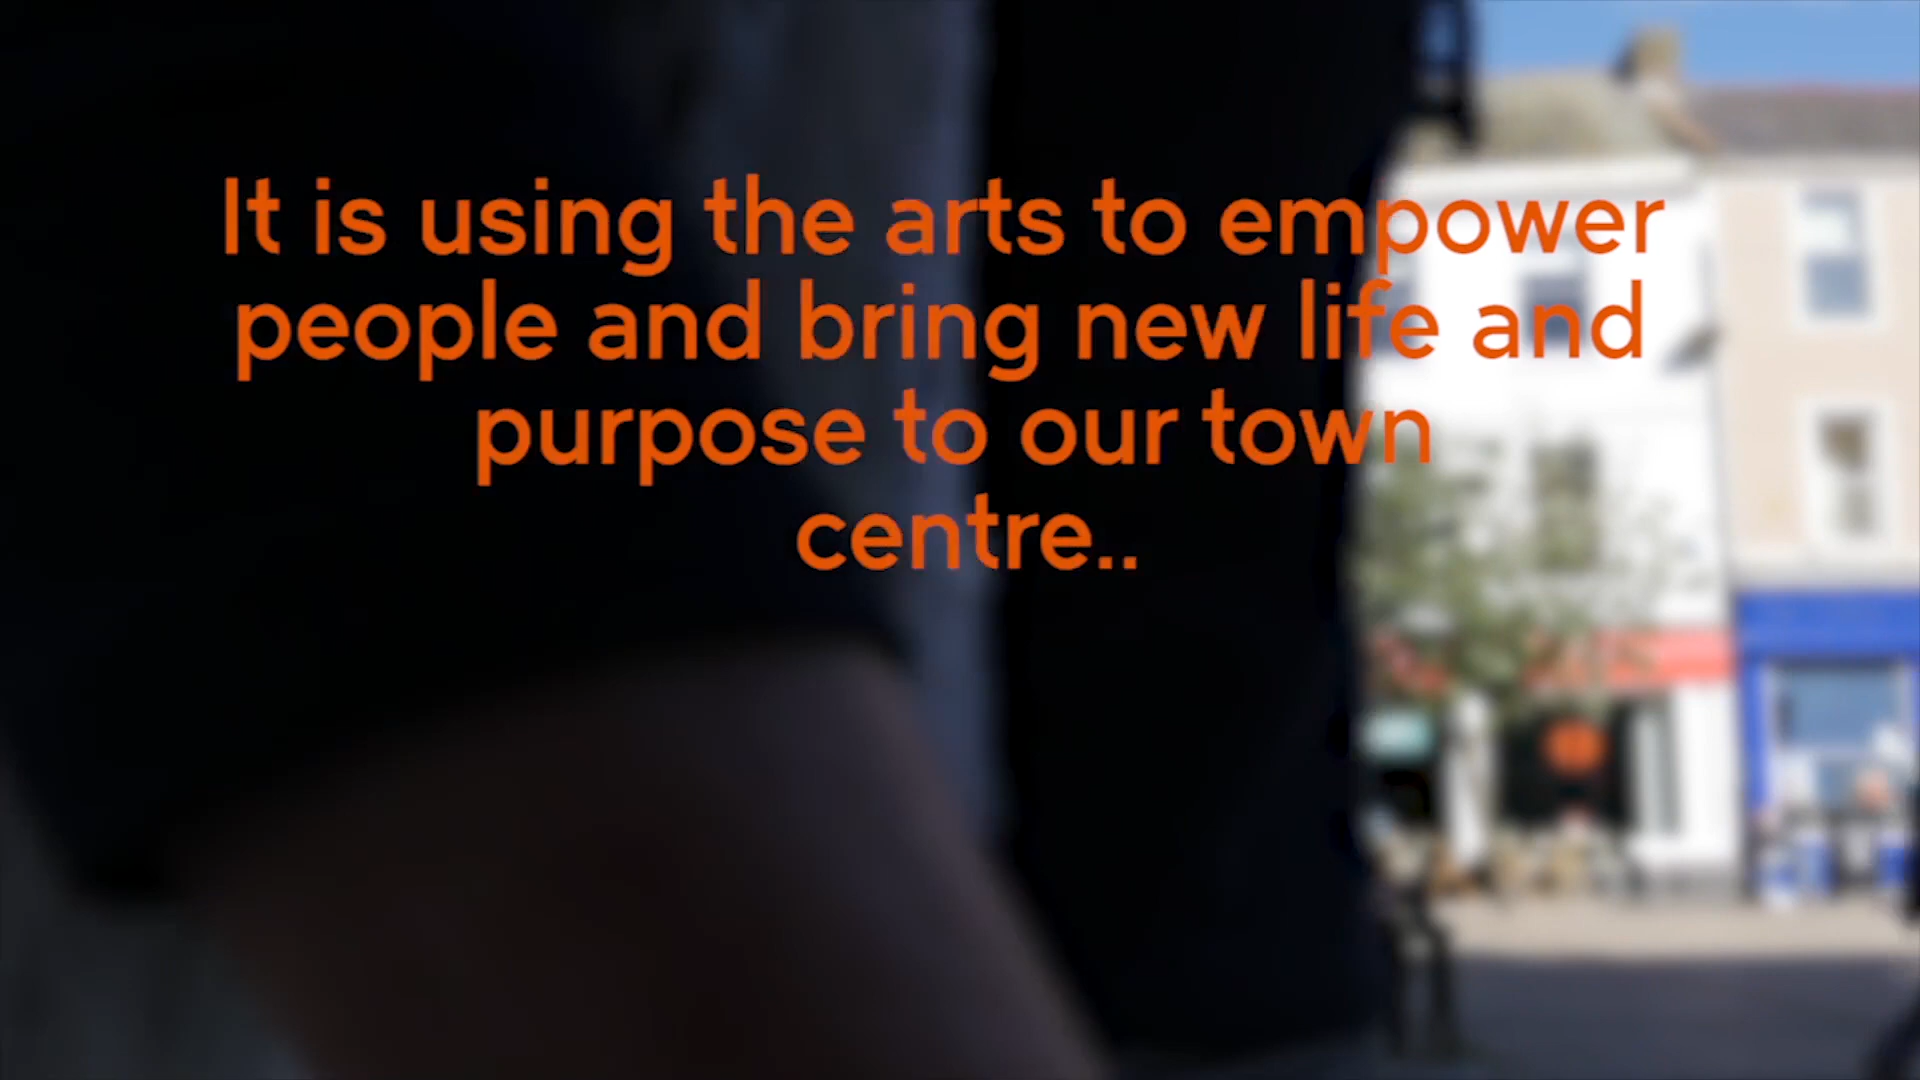 It is using the arts to empower
people and bring new life and
purpose to our town
centre..